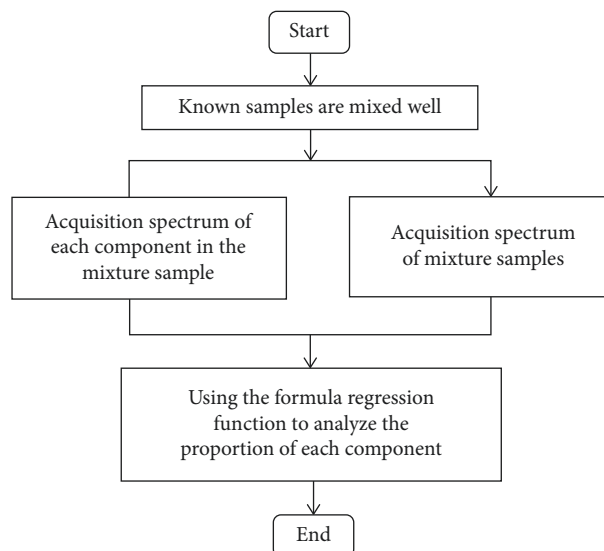 Start
Known samples are mixed well
Acquisition spectrum of
each component in the
mixture sample
Acquisition spectrum
of mixture samples
Using the formula regression
function to analyze the
proportion of each component
End